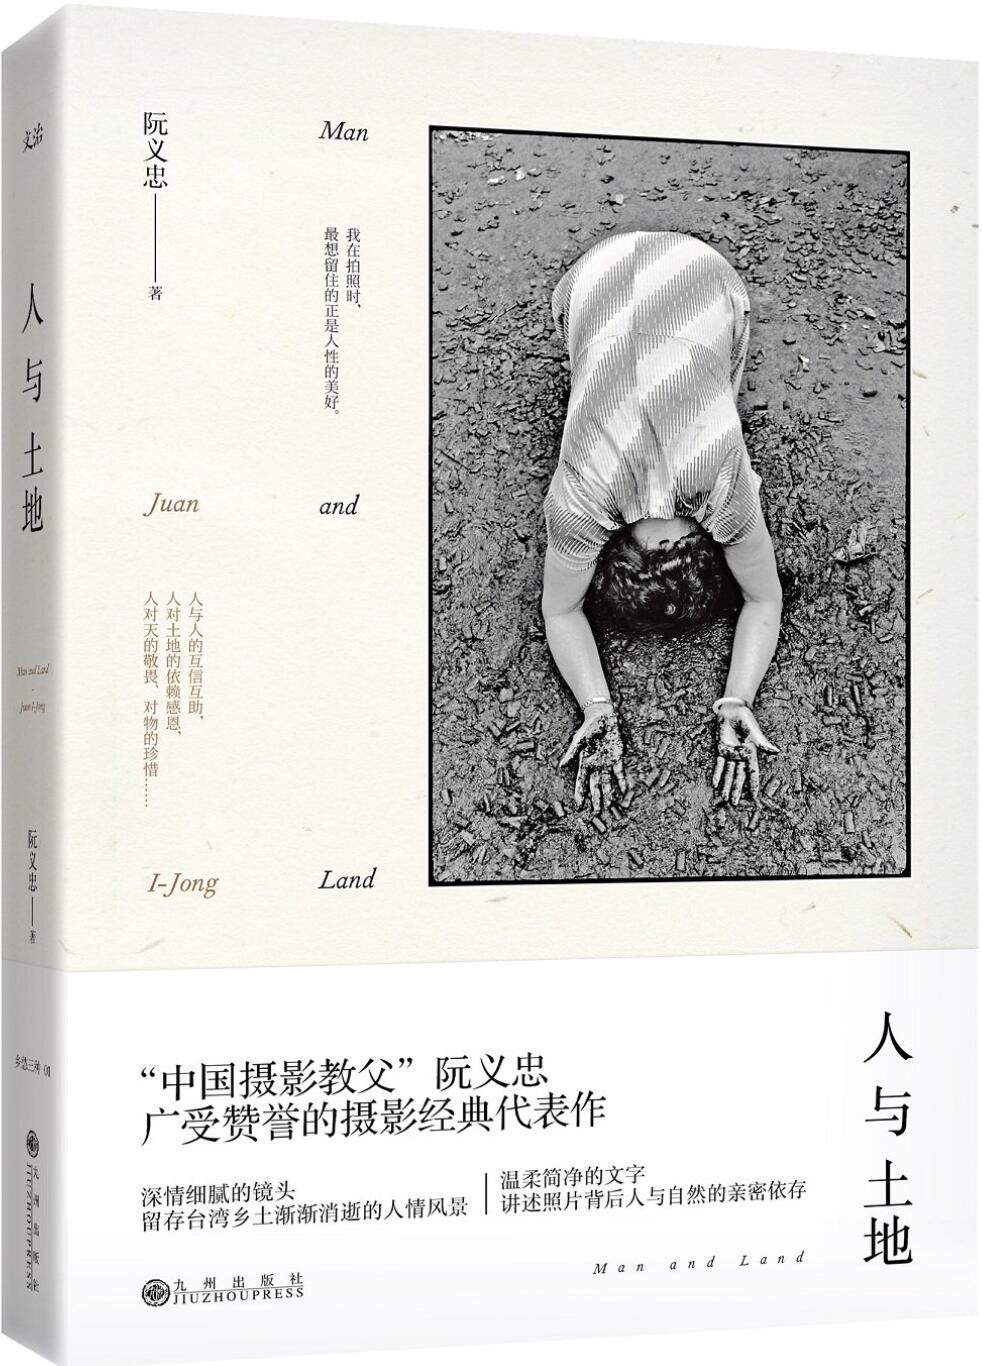 文治
人与土地
Man and Land
Juan I-Jong
阮义忠
著
乡愁三种 01
九州出版社
JIUZHOUPRESS
阮义忠
著
Man
我在拍照时，
最想留住的正是人性的美好。
Juan
and
人与人的互信互助，
人对土地的依赖感恩，
人对天的敬畏、对物的珍惜……
I-Jong
Land
人与土地
“中国摄影教父”阮义忠
广受赞誉的摄影经典代表作
深情细腻的镜头
留存台湾乡土渐渐消逝的人情风景
温柔简净的文字
讲述照片背后人与自然的亲密依存
Man and Land
九州出版社
JIUZHOUPRESS